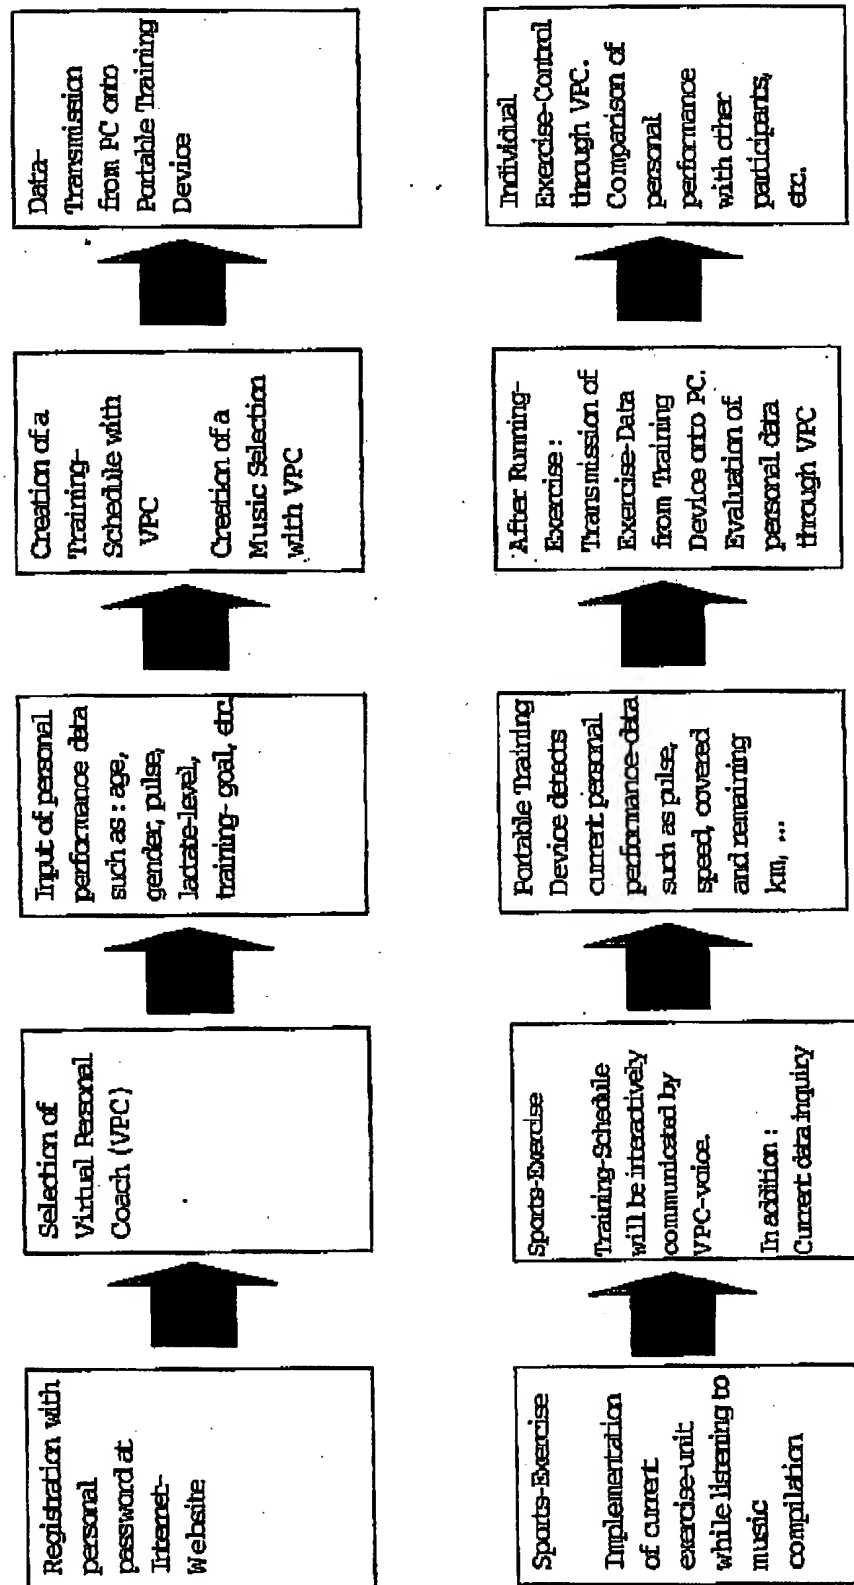 Registration with
personal
password at
Internet-
Website
Selection of
Virtual Personal
Coach (VPC)
Input of personal
performance data
such as : age,
gender, pulse,
lactate-level,
training- goal, etc.
Creation of a
Training-
Schedule with
VPC
Creation of a
Music Selection
with VPC
Data-
Transmission
from PC onto
Portable Training
Device
Sports-Exercise
Implementation
of current
exercise-unit
while listening to
music
compilation
Sports-Exercise
Training-Schedule
will be interactively
communicated by
VPC-voice.
In addition :
Current data inquiry
Portable Training
Device detects
current personal
performance-data
such as pulse,
speed, covered
and remaining
km, ...
After Running-
Exercise :
Transmission of
Exercise-Data
from Training
Device onto PC.
Evaluation of
personal data
through VPC
Individual
Exercise-Control
through VPC.
Comparison of
personal
performance
with other
participants,
etc.